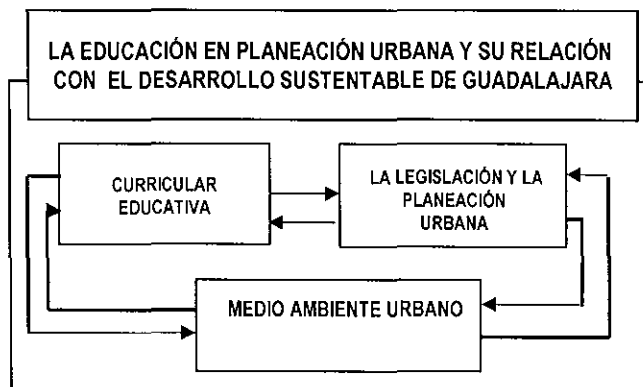 LA EDUCACIÓN EN PLANEACIÓN URBANA Y SU RELACIÓN
CON EL DESARROLLO SUSTENTABLE DE GUADALAJARA
CURRICULAR
EDUCATIVA
LA LEGISLACIÓN Y LA
PLANEACIÓN
URBANA
MEDIO AMBIENTE URBANO